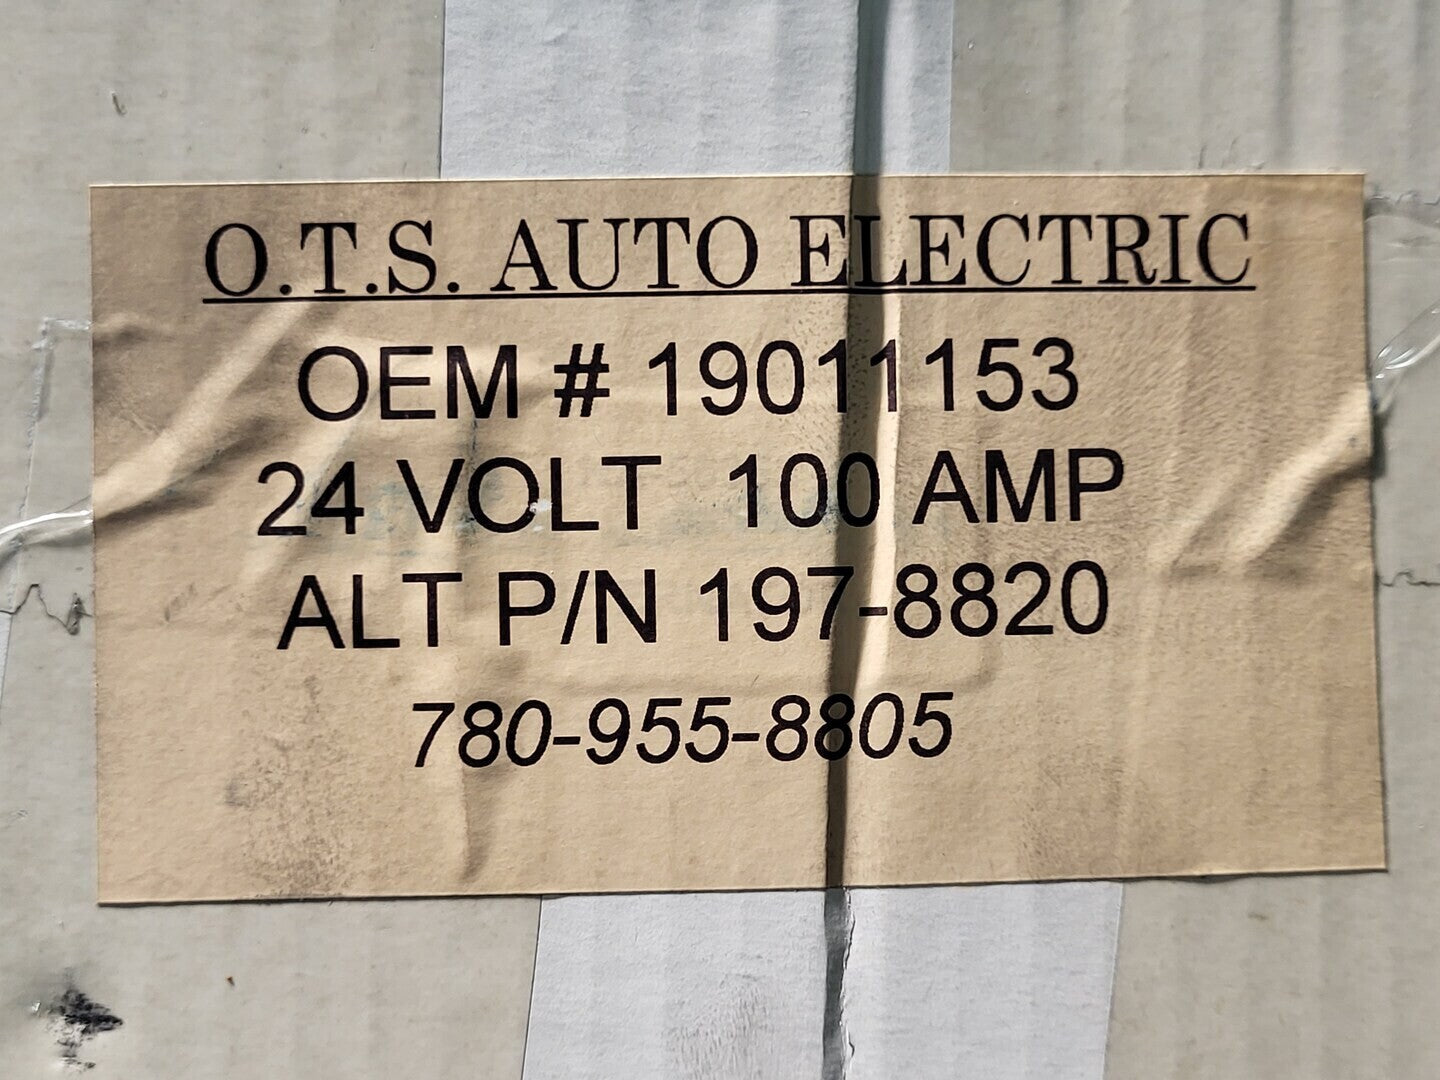 O.T.S. AUTO ELECTRIC
OEM # 19011153
24 VOLT 100 AMP
ALT P/N 197-8820
780-955-8805